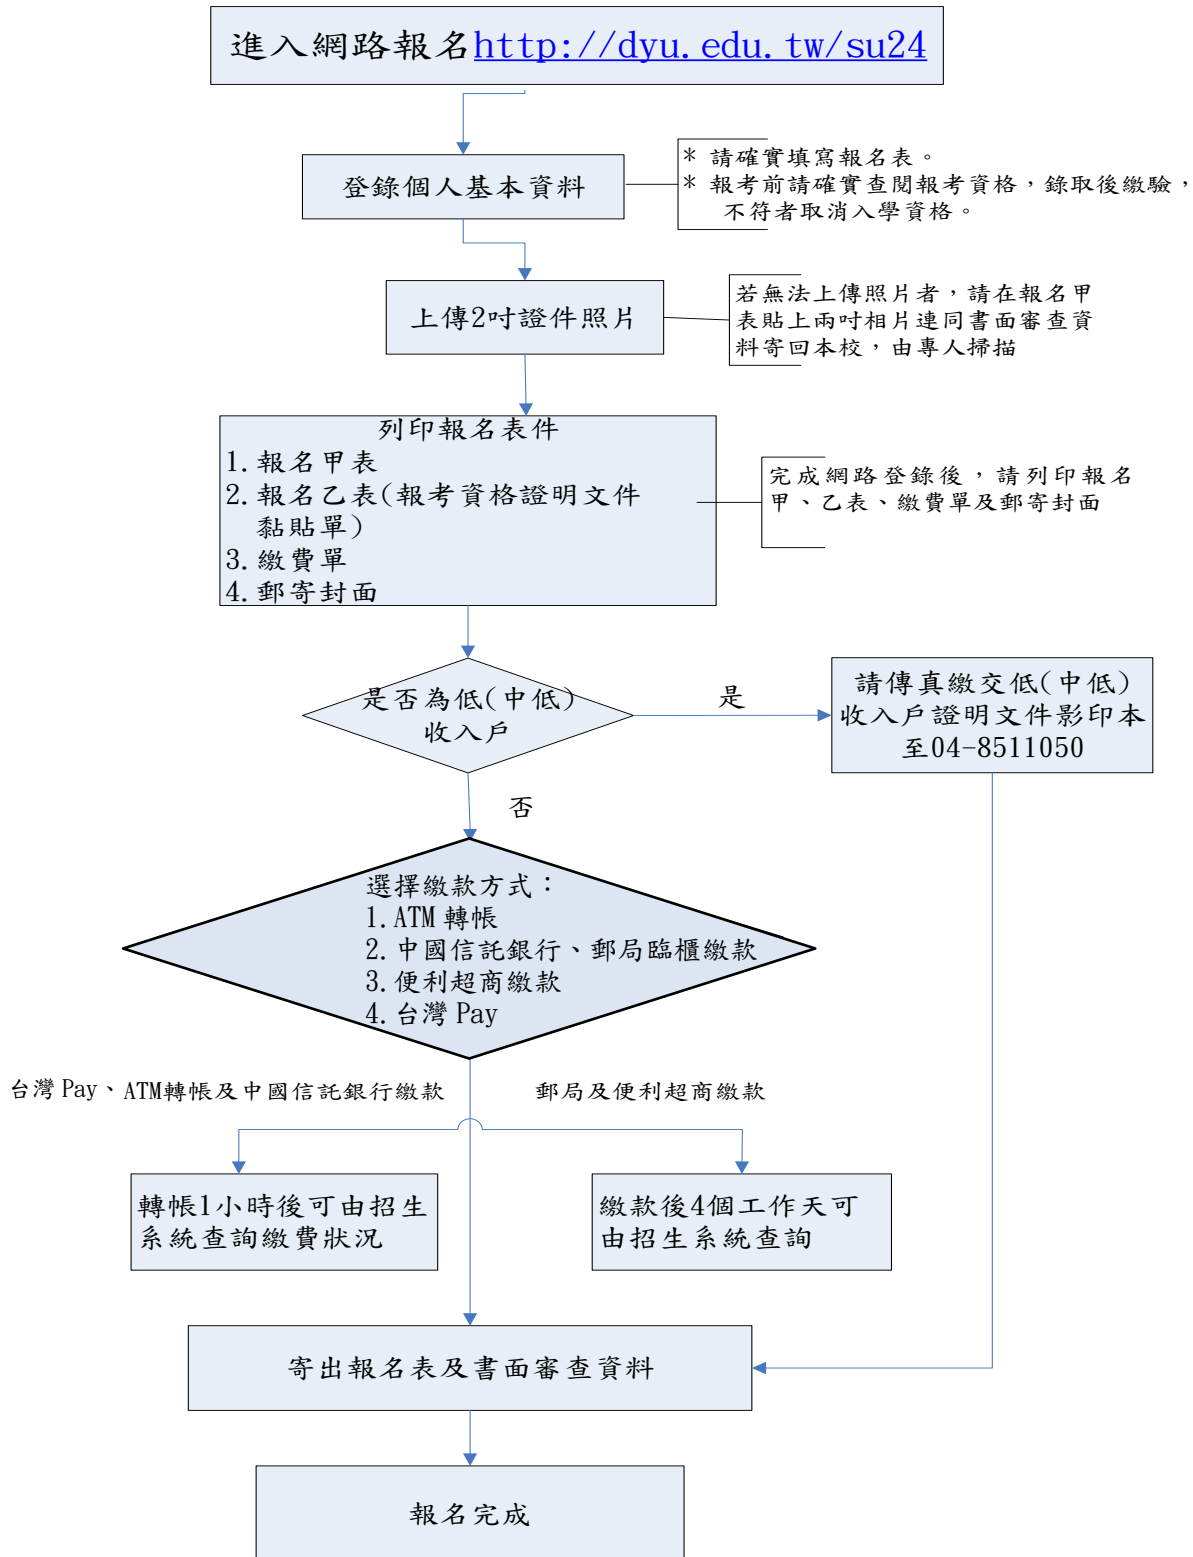 進入網路報名http://dyu.edu.tw/su24
登錄個人基本資料
* 請確實填寫報名表。
* 報考前請確實查閱報考資格，錄取後繳驗，
不符者取消入學資格。
上傳2吋證件照片
若無法上傳照片者，請在報名甲
表貼上兩吋相片連同書面審查資
料寄回本校，由專人掃描
列印報名表件
1.報名甲表
2.報名乙表(報考資格證明文件
黏貼單)
3.繳費單
4.郵寄封面
完成網路登錄後，請列印報名
甲、乙表、繳費單及郵寄封面
是否為低(中低)
收入戶
是
請傳真繳交低(中低)
收入戶證明文件影印本
至04-8511050
否
選擇繳款方式：
1.ATM 轉帳
2.中國信託銀行、郵局臨櫃繳款
3.便利超商繳款
4.台灣 Pay
台灣 Pay、ATM轉帳及中國信託銀行繳款
郵局及便利超商繳款
轉帳1小時後可由招生
系統查詢繳費狀況
繳款後4個工作天可
由招生系統查詢
寄出報名表及書面審查資料
報名完成